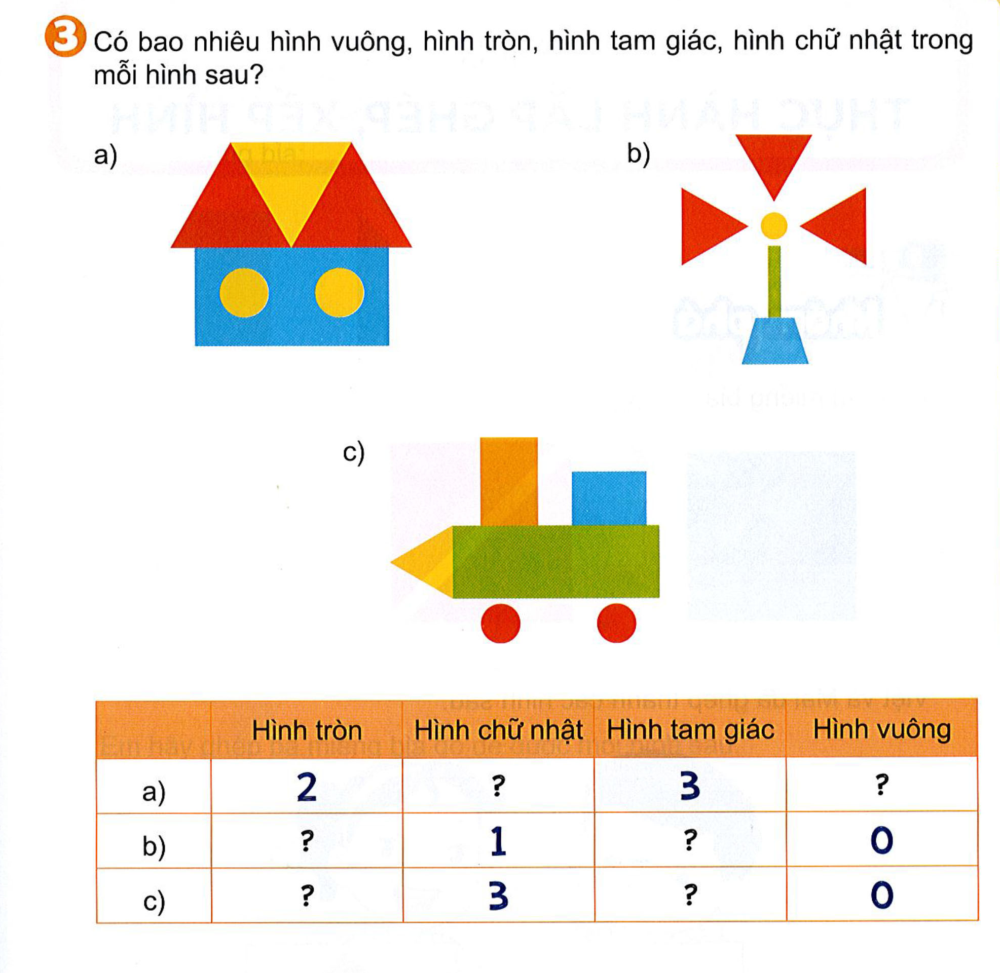 3 Có bao nhiêu hình vuông, hình tròn, hình tam giác, hình chữ nhật trong
mỗi hình sau?
a)
b)
c)
Hình tròn Hình chữ nhật Hình tam giác Hình vuông
a) 2 ? 3 ?
b) ? 1 ? 0
c) ? 3 ? 0